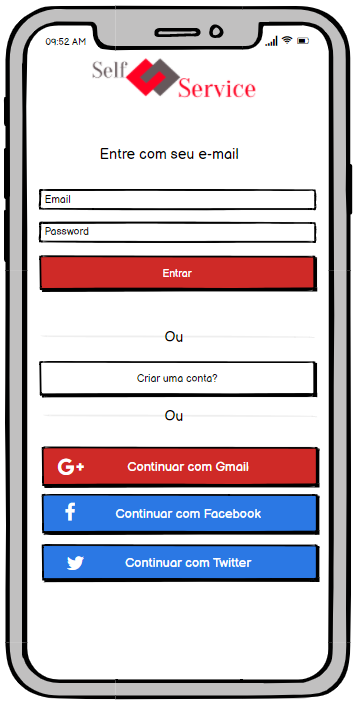 09:52 AM
Self
Service
Entre com seu e-mail
Email
Password
Entrar
Ou
Criar uma conta?
Ou
G+ Continuar com Gmail
f Continuar com Facebook
Continuar com Twitter